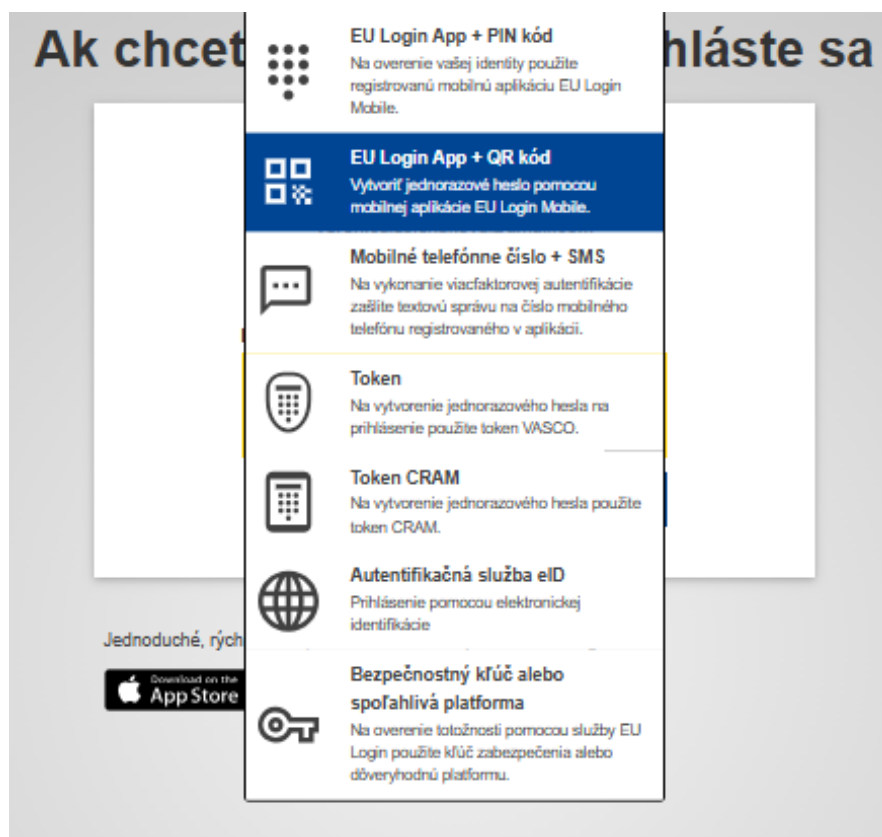 Ak chcet
hláste sa
EU Login App + PIN kód
Na overenie vašej identity použite
registrovanú mobilnú aplikáciu EU Login
Mobile.
EU Login App + QR kód
Vytvoriť jednorazové heslo pomocou
mobilnej aplikácie EU Login Mobile.
Mobilné telefónne číslo + SMS
Na vykonanie viacfaktorovej autentifikácie
zašlite textovú správu na číslo mobilného
telefónu registrovaného v aplikácii.
Token
Na vytvorenie jednorazového hesla na
prihlásenie použite token VASCO.
Token CRAM
Na vytvorenie jednorazového hesla použite
token CRAM.
Autentifikačná služba eID
Prihlásenie pomocou elektronickej
identifikácie
Jednoduché, rých
Download on the
App Store
Bezpečnostný kľúč alebo
spoľahlivá platforma
Na overenie totožnosti pomocou služby EU
Login použite kľúč zabezpečenia alebo
dôveryhodnú platformu.